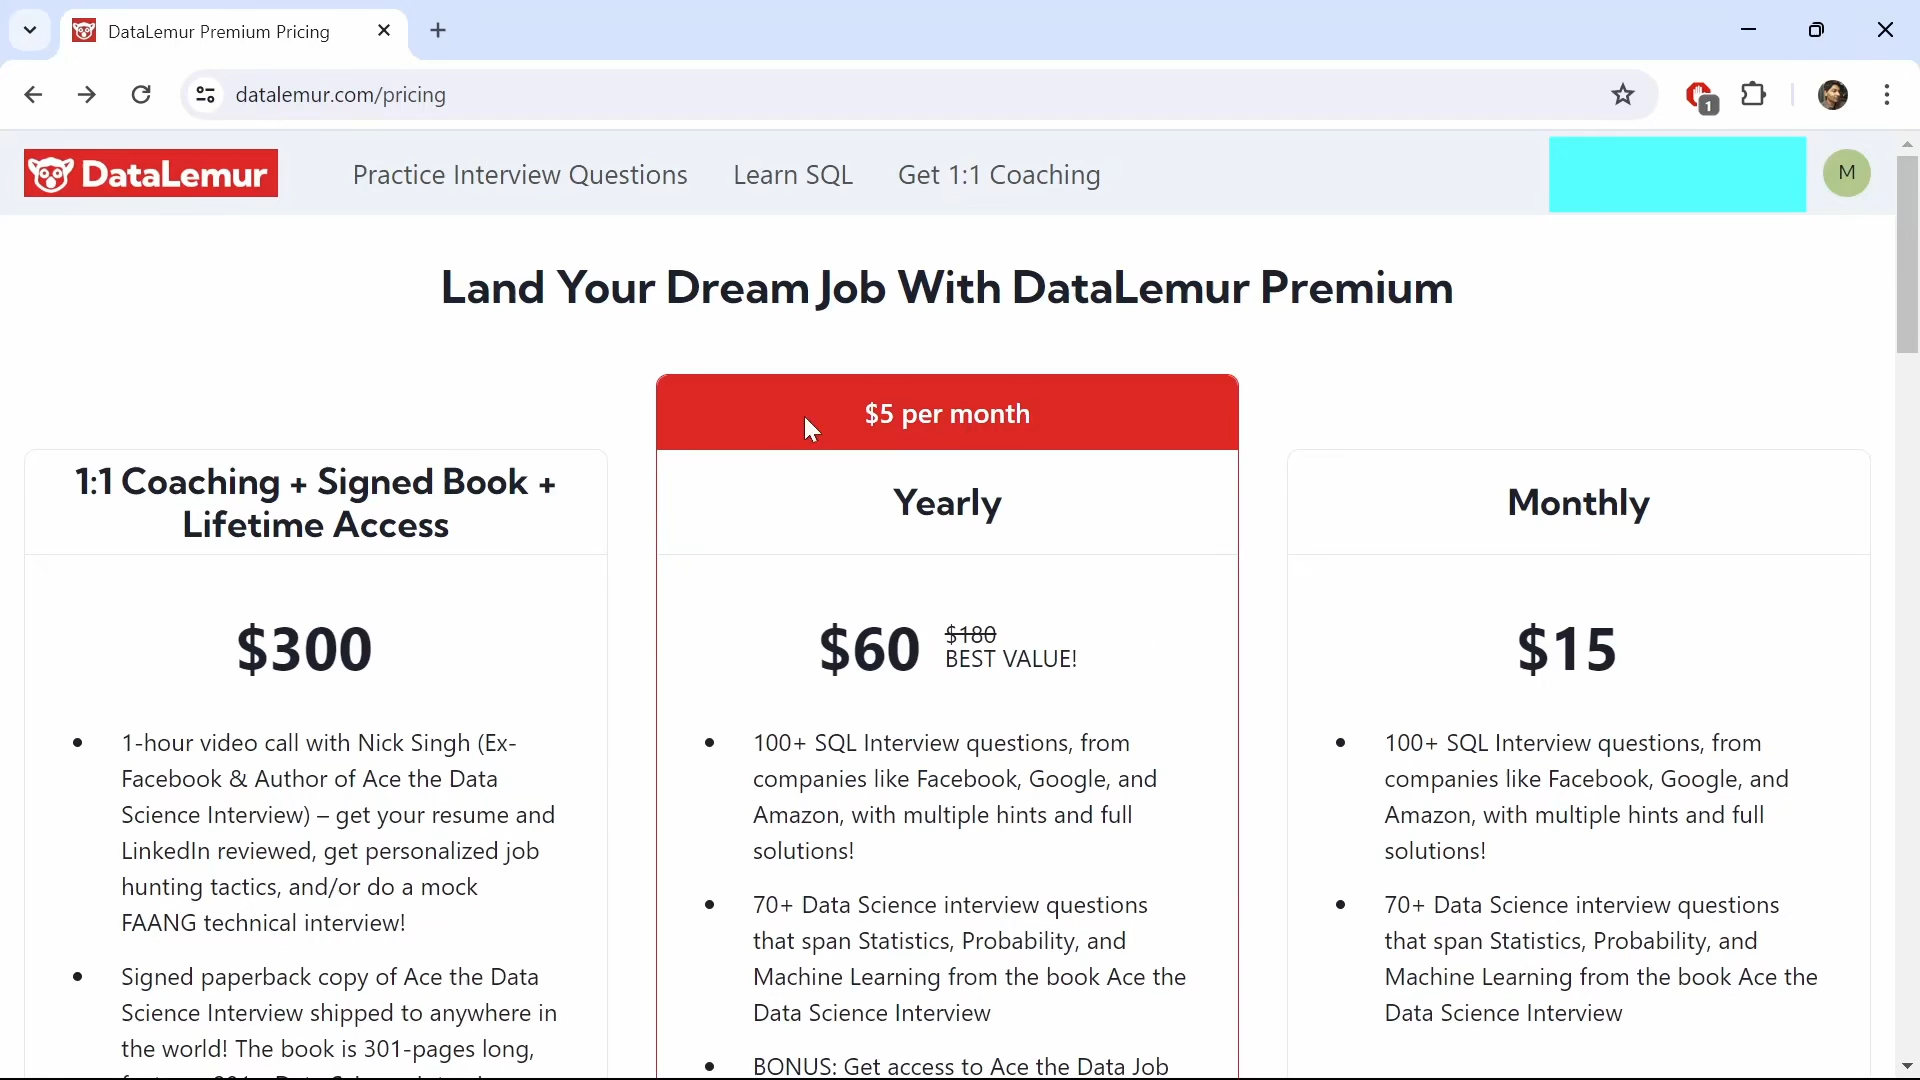 DataLemur Premium Pricing
datalemur.com/pricing
1
DataLemur
Practice Interview Questions
Learn SQL
Get 1:1 Coaching
M
Land Your Dream Job With DataLemur Premium
1:1 Coaching + Signed Book +
Lifetime Access
$300
1-hour video call with Nick Singh (Ex-
Facebook & Author of Ace the Data
Science Interview) – get your resume and
LinkedIn reviewed, get personalized job
hunting tactics, and/or do a mock
FAANG technical interview!
Signed paperback copy of Ace the Data
Science Interview shipped to anywhere in
the world! The book is 301-pages long,
$5 per month
Yearly
$60
$180
BEST VALUE!
100+ SQL Interview questions, from
companies like Facebook, Google, and
Amazon, with multiple hints and full
solutions!
70+ Data Science interview questions
that span Statistics, Probability, and
Machine Learning from the book Ace the
Data Science Interview
BONUS: Get access to Ace the Data Job
Monthly
$15
100+ SQL Interview questions, from
companies like Facebook, Google, and
Amazon, with multiple hints and full
solutions!
70+ Data Science interview questions
that span Statistics, Probability, and
Machine Learning from the book Ace the
Data Science Interview